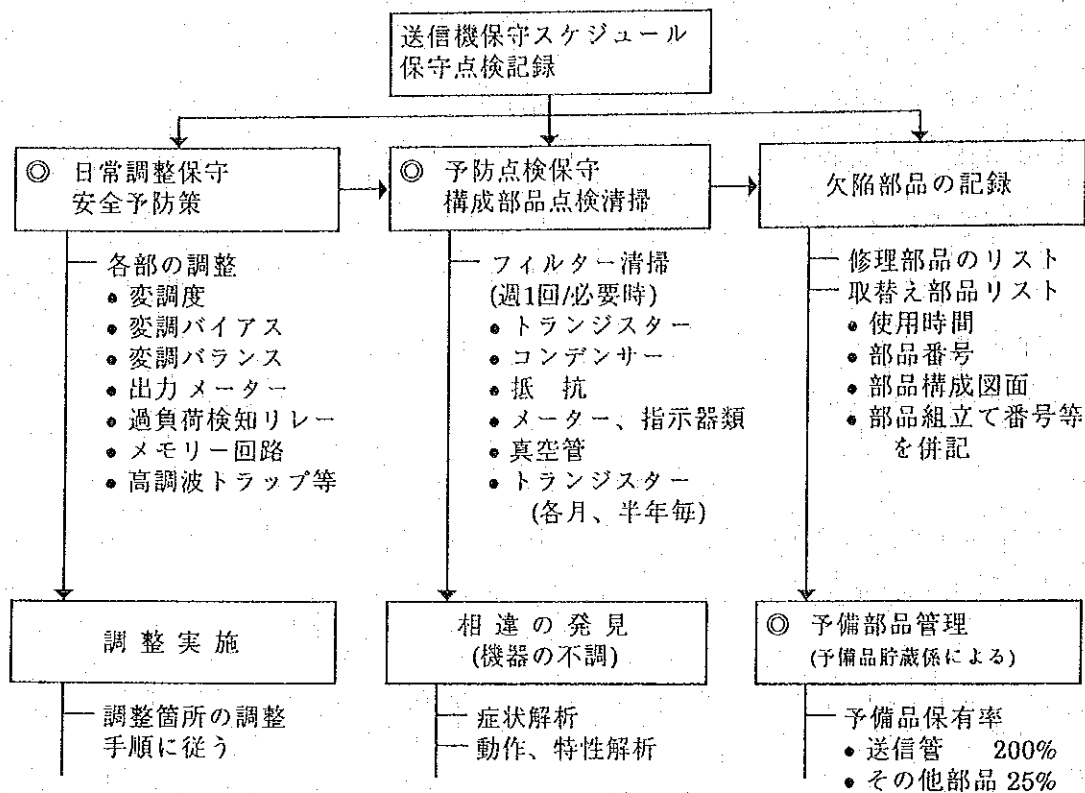 送信機保守スケジュール
保守点検記録
◎ 日常調整保守
安全予防策
各部の調整
• 変調度
• 変調バイアス
• 変調バランス
• 出力メーター
• 過負荷検知リレー
• メモリー回路
• 高調波トラップ等
調整実施
調整箇所の調整
手順に従う
◎ 予防点検保守
構成部品点検清掃
フィルター清掃
(週1回/必要時)
• トランジスター
• コンデンサー
• 抵 抗
• メーター、指示器類
• 真空管
• トランジスター
(各月、半年毎)
相違の発見
(機器の不調)
症状解析
動作、特性解析
欠陥部品の記録
修理部品のリスト
取替え部品リスト
• 使用時間
• 部品番号
• 部品構成図面
• 部品組立て番号等
を併記
◎ 予備部品管理
(予備品貯蔵係による)
予備品保有率
• 送信管 200%
• その他部品 25%